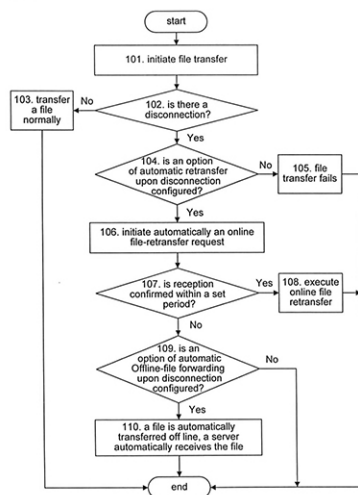 start
101. initiate file transfer
103. transfer
a file
normally
No
102. is there a
disconnection?
Yes
104. is an option
of automatic retransfer
upon disconnection
configured?
No
105. file
transfer fails
Yes
106. initiate automatically an online
file-retransfer request
107. is reception
confirmed within a set
period?
Yes
108. execute
online file
retransfer
No
109. is an
option of automatic
Offline-file forwarding
upon disconnection
configured?
No
Yes
110. a file is automatically
transferred off line, a server
automatically receives the file
end